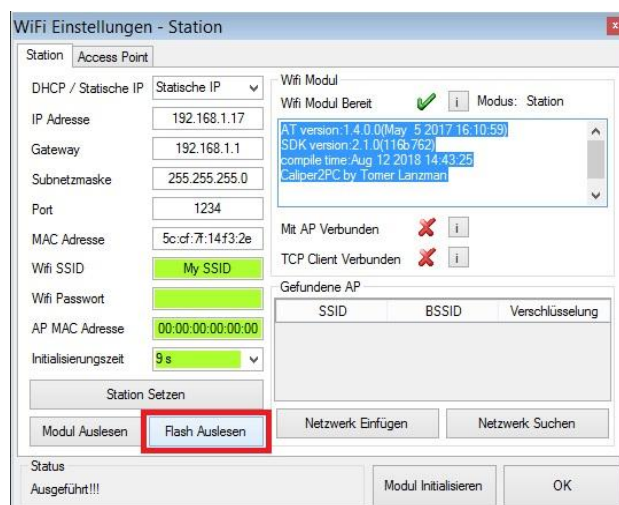 WiFi Einstellungen - Station
Station
Access Point
DHCP / Statische IP
Statische IP
IP Adresse
192.168.1.17
Gateway
192.168.1.1
Subnetzmaske
255.255.255.0
Port
1234
MAC Adresse
5c:cf:7f:14:f3:2e
Wifi SSID
My SSID
Wifi Passwort
AP MAC Adresse
00:00:00:00:00:00
Initialisierungszeit
9 s
Station Setzen
Modul Auslesen
Flash Auslesen
Wifi Modul
Wifi Modul Bereit
i
Modus: Station
AT version:1.4.0.0(May 5 2017 16:10:59)
SDK version:2.1.0(116b762)
compile time:Aug 12 2018 14:43:25
Caliper2PC by Tomer Lanzman
Mit AP Verbunden
i
TCP Client Verbunden
i
Gefundene AP
SSID
BSSID
Verschlüsselung
Netzwerk Einfügen
Netzwerk Suchen
Status
Ausgeführt!!!
Modul Initialisieren
OK